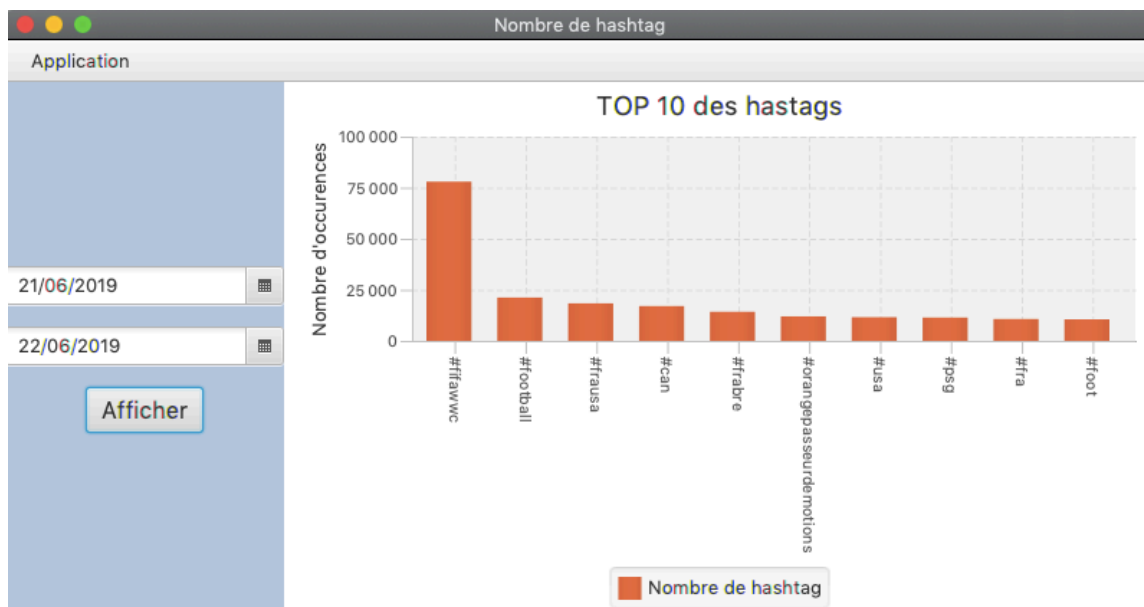 Nombre de hashtag
Application
21/06/2019
22/06/2019
Afficher
TOP 10 des hastags
Nombre d'occurences
100 000
75 000
50 000
25 000
0
#fifawwc
#football
#frausa
#can
#frabre
#orangepasseurdemotions
#usa
#psg
#fra
#foot
Nombre de hashtag